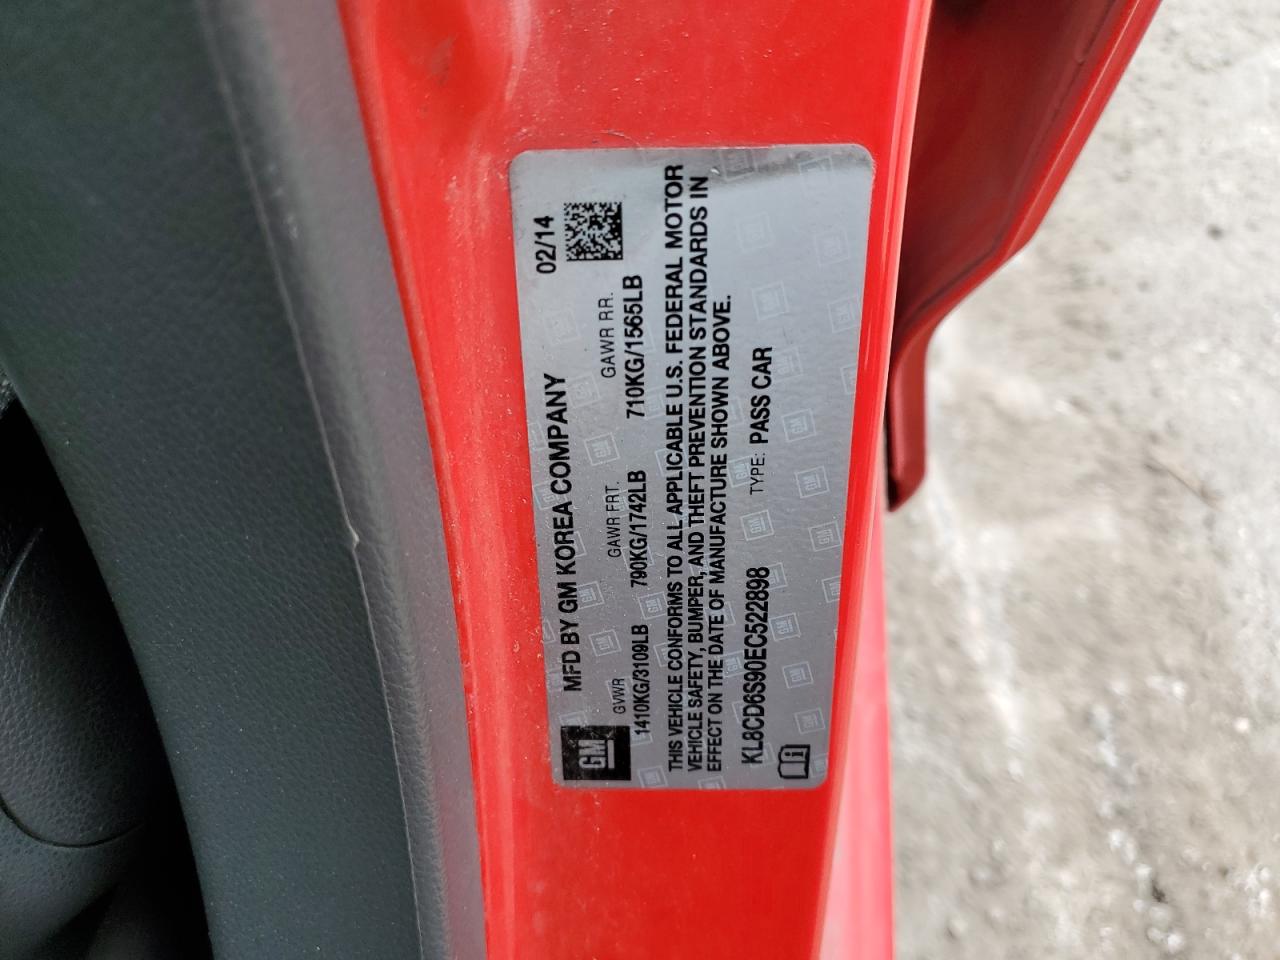 GM
MFD BY GM KOREA COMPANY 02/14
GVWR GAWR FRT. GAWR RR.
1410KG/3109LB 790KG/1742LB 710KG/1565LB
THIS VEHICLE CONFORMS TO ALL APPLICABLE U.S. FEDERAL MOTOR
VEHICLE SAFETY, BUMPER, AND THEFT PREVENTION STANDARDS IN
EFFECT ON THE DATE OF MANUFACTURE SHOWN ABOVE.
KL8CD6S90EC522898 TYPE: PASS CAR